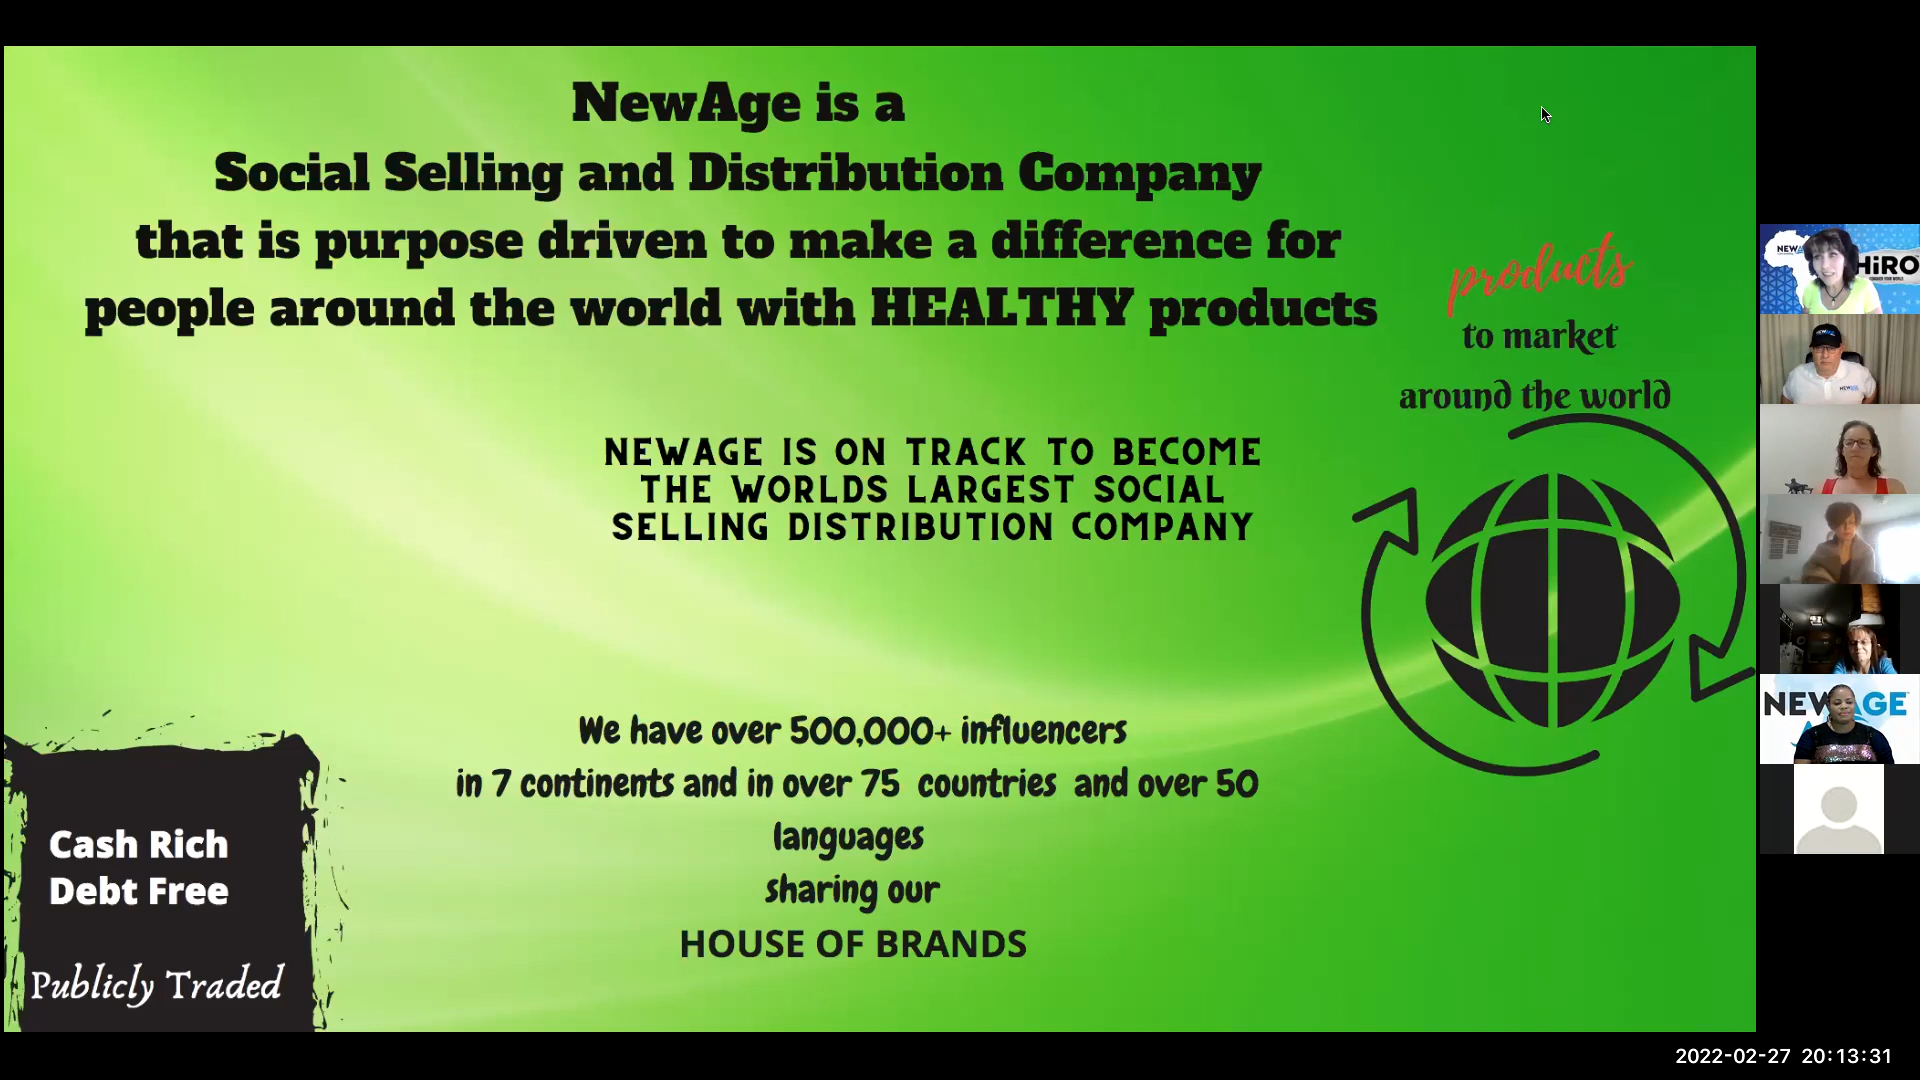 NewAge is a
Social Selling and Distribution Company
that is purpose driven to make a difference for
people around the world with HEALTHY products
products
to market
around the world
NEWAGE IS ON TRACK TO BECOME
THE WORLDS LARGEST SOCIAL
SELLING DISTRIBUTION COMPANY
We have over 500,000+ influencers
in 7 continents and in over 75 countries and over 50
languages
sharing our
HOUSE OF BRANDS
Cash Rich
Debt Free
Publicly Traded
HiRO
NEWAGE
2022-02-27 20:13:31